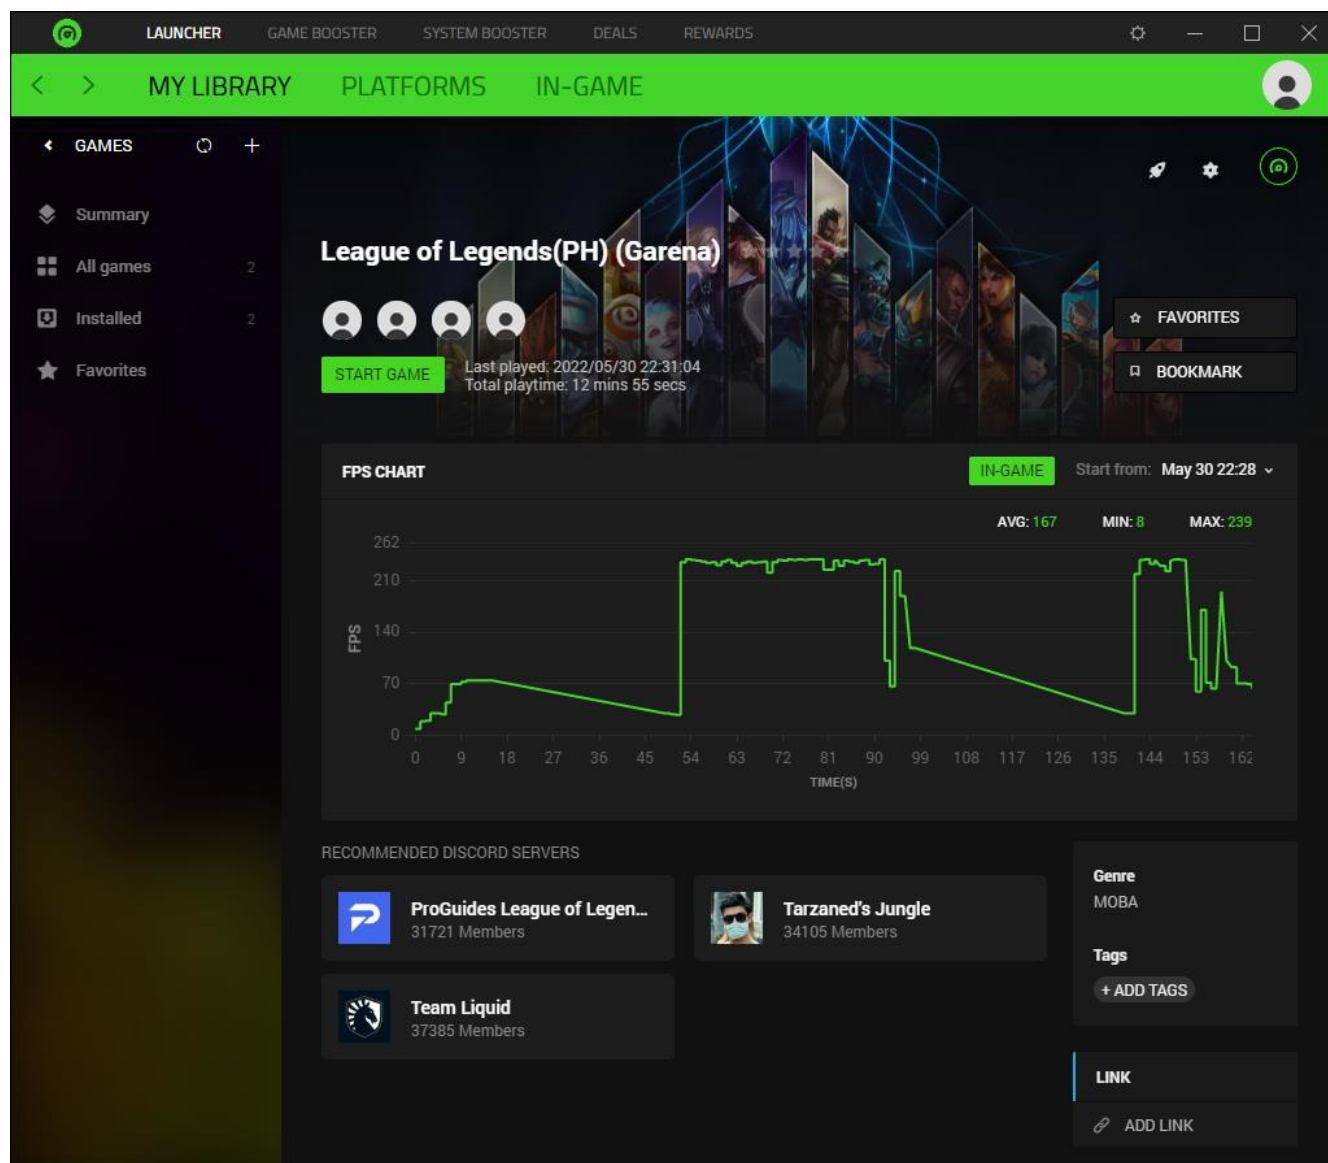 LAUNCHER GAME BOOSTER SYSTEM BOOSTER DEALS REWARDS
MY LIBRARY PLATFORMS IN-GAME
GAMES
Summary
All games 2
Installed 2
Favorites
League of Legends(PH) (Garena)
START GAME
Last played: 2022/05/30 22:31:04
Total playtime: 12 mins 55 secs
FAVORITES
BOOKMARK
FPS CHART
IN-GAME
Start from: May 30 22:28
AVG: 167 MIN: 8 MAX: 239
262
210
140
70
0
FPS
0 9 18 27 36 45 54 63 72 81 90 99 108 117 126 135 144 153 162
TIME(S)
RECOMMENDED DISCORD SERVERS
ProGuides League of Legen...
31721 Members
Tarzaned's Jungle
34105 Members
Team Liquid
37385 Members
Genre
MOBA
Tags
+ ADD TAGS
LINK
ADD LINK